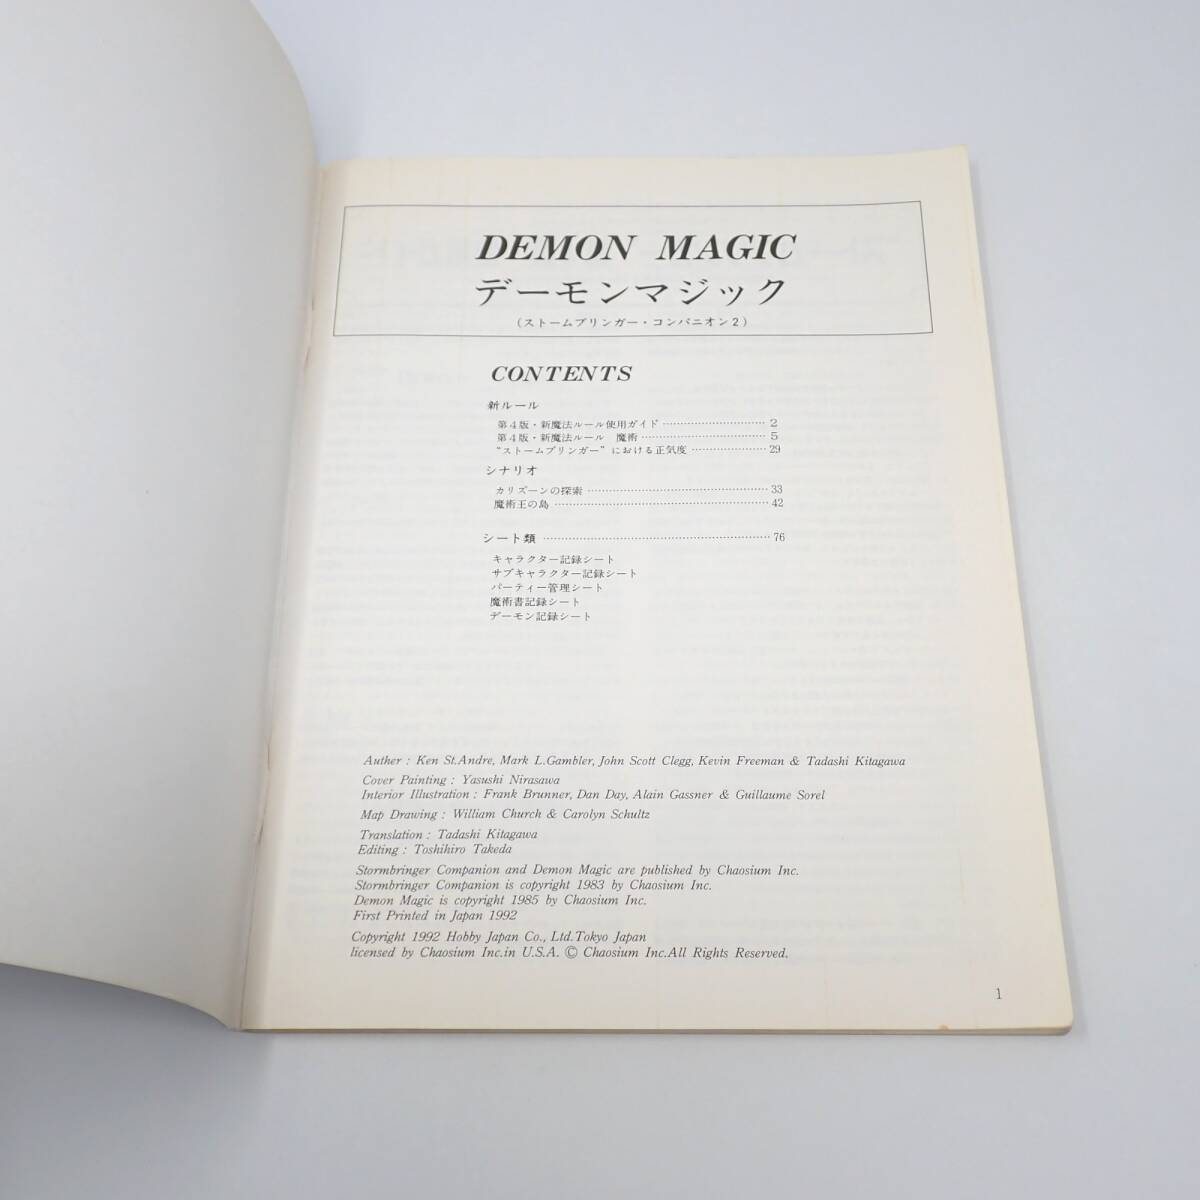 DEMON MAGIC
デーモンマジック
(ストームブリンガー・コンパニオン2)
CONTENTS
新ルール
第4版・新魔法ルール使用ガイド …………………………… 2
第4版・新魔法ルール 魔術 …………………………… 5
“ストームブリンガー”における正気度 …………………… 29
シナリオ
カリズーンの探索 …………………………………………… 33
魔術王の島 …………………………………………………… 42
シート類 ……………………………………………………… 76
キャラクター記録シート
サブキャラクター記録シート
パーティー管理シート
魔術書記録シート
デーモン記録シート
Auther : Ken St.Andre, Mark L.Gambler, John Scott Clegg, Kevin Freeman & Tadashi Kitagawa
Cover Painting : Yasushi Nirasawa
Interior Illustration : Frank Brunner, Dan Day, Alain Gassner & Guillaume Sorel
Map Drawing : William Church & Carolyn Schultz
Translation : Tadashi Kitagawa
Editing : Toshihiro Takeda
Stormbringer Companion and Demon Magic are published by Chaosium Inc.
Stormbringer Companion is copyright 1983 by Chaosium Inc.
Demon Magic is copyright 1985 by Chaosium Inc.
First Printed in Japan 1992
Copyright 1992 Hobby Japan Co., Ltd.Tokyo Japan
licensed by Chaosium Inc.in U.S.A. © Chaosium Inc.All Rights Reserved.
1